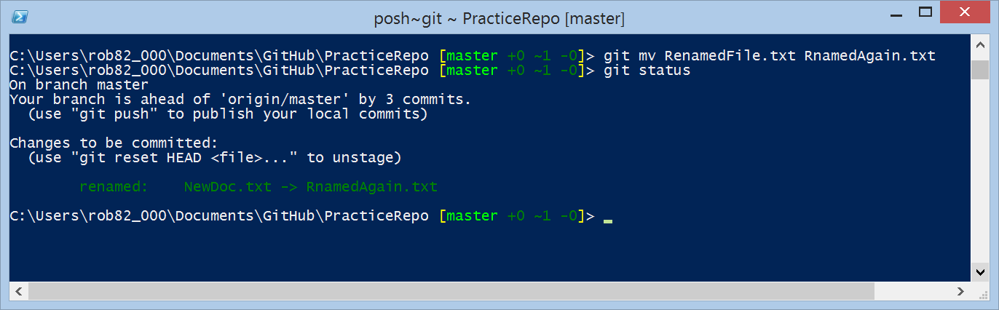 posh~git ~ PracticeRepo [master]
C:\Users\rob82_000\Documents\GitHub\PracticeRepo [master +0 ~1 -0]> git mv RenamedFile.txt RnamedAgain.txt
C:\Users\rob82_000\Documents\GitHub\PracticeRepo [master +0 ~1 -0]> git status
On branch master
Your branch is ahead of 'origin/master' by 3 commits.
  (use "git push" to publish your local commits)
Changes to be committed:
  (use "git reset HEAD <file>..." to unstage)
        renamed:    NewDoc.txt -> RnamedAgain.txt
C:\Users\rob82_000\Documents\GitHub\PracticeRepo [master +0 ~1 -0]>